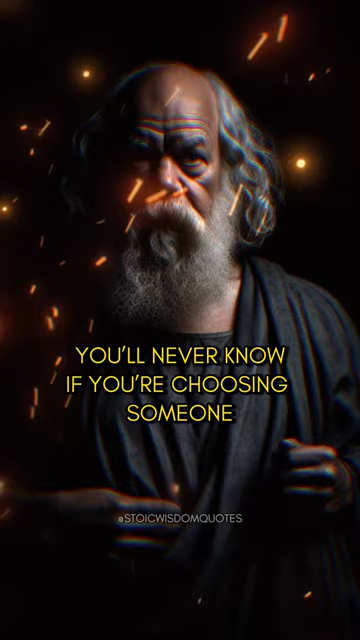 YOU’LL NEVER KNOW
IF YOU’RE CHOOSING
SOMEONE
@STOICWISDOMQUOTES